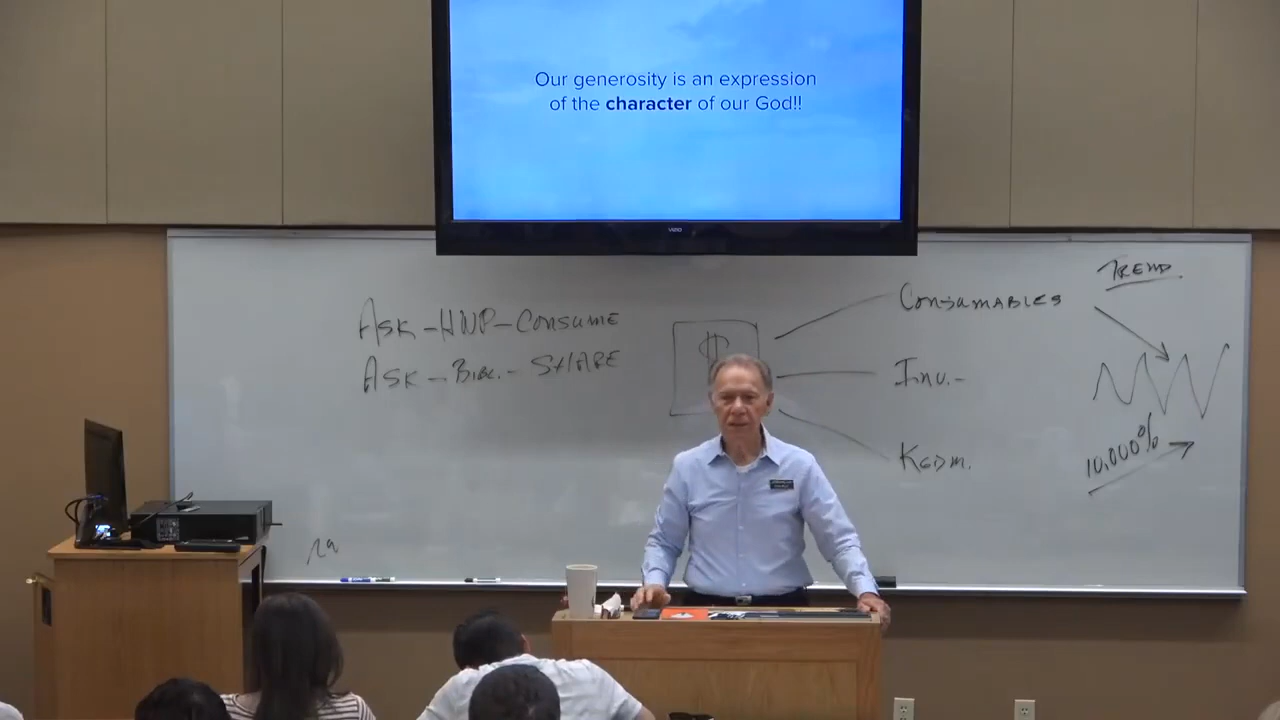 Our generosity is an expression
of the character of our God!!
VIZIO
ASK-HWP-CONSUME
ASK-BIBL.-SHARE
$
CONSUMABLES
INV.-
KGDM.
TREND
10,000%